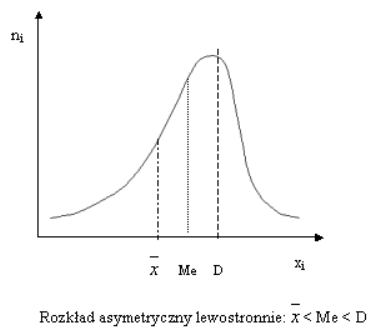 nᵢ
x̄ Me D
xᵢ
Rozkład asymetryczny lewostronnie: x̄ < Me < D